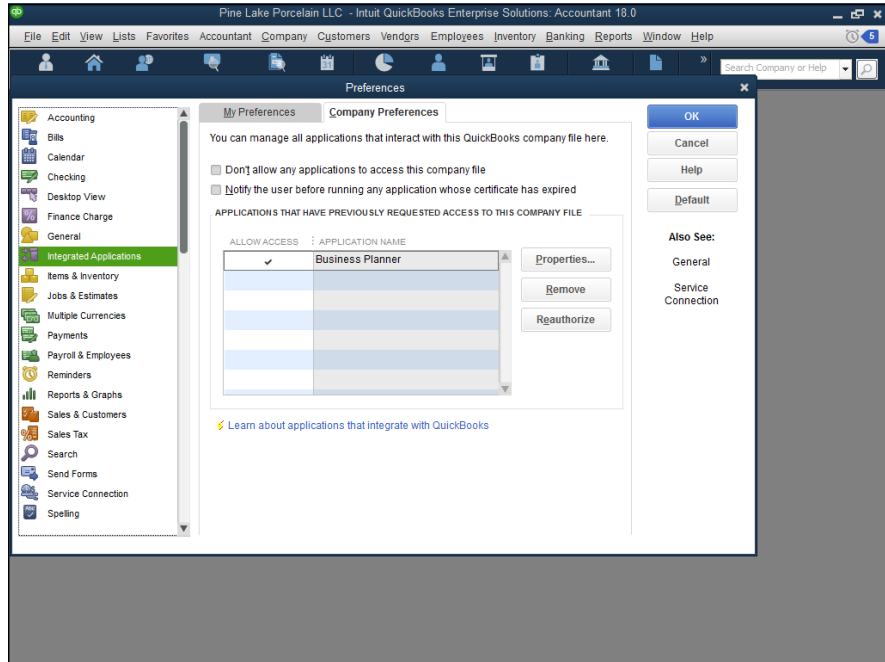 qb
Pine Lake Porcelain LLC - Intuit QuickBooks Enterprise Solutions: Accountant 18.0
File Edit View Lists Favorites Accountant Company Customers Vendors Employees Inventory Banking Reports Window Help
5
31
» Search Company or Help
Preferences
My Preferences Company Preferences
You can manage all applications that interact with this QuickBooks company file here.
Don't allow any applications to access this company file
Notify the user before running any application whose certificate has expired
APPLICATIONS THAT HAVE PREVIOUSLY REQUESTED ACCESS TO THIS COMPANY FILE
ALLOW ACCESS APPLICATION NAME
✔ Business Planner
Properties...
Remove
Reauthorize
Learn about applications that integrate with QuickBooks
Accounting
Bills
Calendar
Checking
Desktop View
Finance Charge
General
Integrated Applications
Items & Inventory
Jobs & Estimates
Multiple Currencies
Payments
Payroll & Employees
Reminders
Reports & Graphs
Sales & Customers
Sales Tax
Search
Send Forms
Service Connection
Spelling
OK
Cancel
Help
Default
Also See:
General
Service
Connection